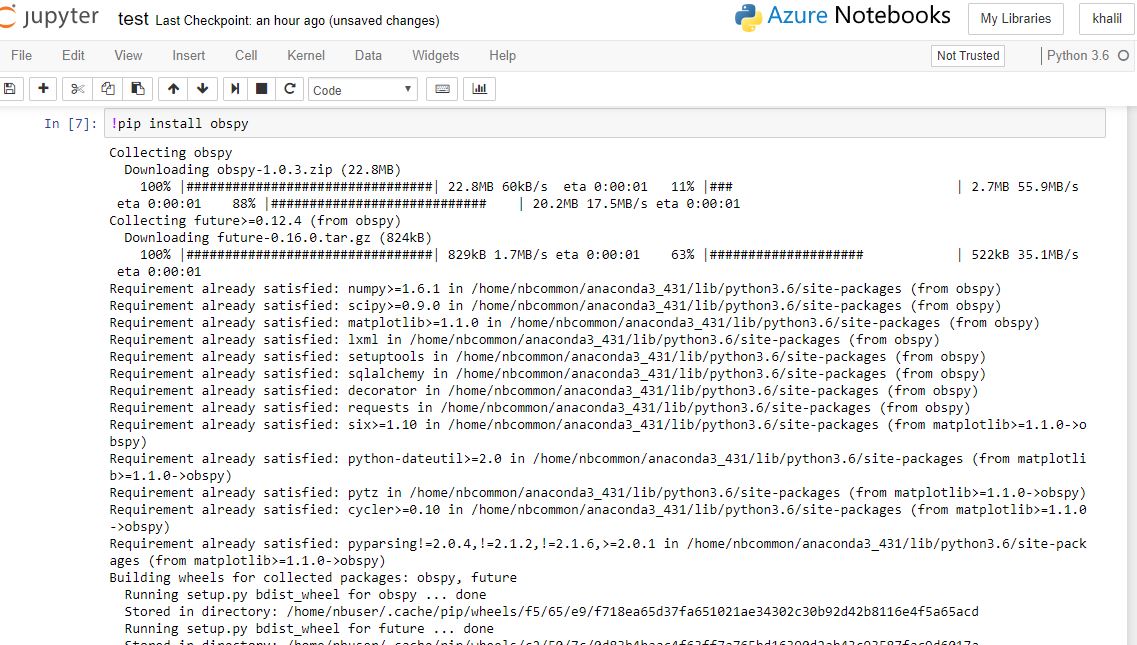 jupyter test Last Checkpoint: an hour ago (unsaved changes) Azure Notebooks My Libraries khalil
File Edit View Insert Cell Kernel Data Widgets Help Not Trusted Python 3.6
Code
In [7]: !pip install obspy
Collecting obspy
Downloading obspy-1.0.3.zip (22.8MB)
100% |################################| 22.8MB 60kB/s eta 0:00:01 11% |### | 2.7MB 55.9MB/s
eta 0:00:01 88% |############################ | 20.2MB 17.5MB/s eta 0:00:01
Collecting future>=0.12.4 (from obspy)
Downloading future-0.16.0.tar.gz (824kB)
100% |################################| 829kB 1.7MB/s eta 0:00:01 63% |#################### | 522kB 35.1MB/s
eta 0:00:01
Requirement already satisfied: numpy>=1.6.1 in /home/nbcommon/anaconda3_431/lib/python3.6/site-packages (from obspy)
Requirement already satisfied: scipy>=0.9.0 in /home/nbcommon/anaconda3_431/lib/python3.6/site-packages (from obspy)
Requirement already satisfied: matplotlib>=1.1.0 in /home/nbcommon/anaconda3_431/lib/python3.6/site-packages (from obspy)
Requirement already satisfied: lxml in /home/nbcommon/anaconda3_431/lib/python3.6/site-packages (from obspy)
Requirement already satisfied: setuptools in /home/nbcommon/anaconda3_431/lib/python3.6/site-packages (from obspy)
Requirement already satisfied: sqlalchemy in /home/nbcommon/anaconda3_431/lib/python3.6/site-packages (from obspy)
Requirement already satisfied: decorator in /home/nbcommon/anaconda3_431/lib/python3.6/site-packages (from obspy)
Requirement already satisfied: requests in /home/nbcommon/anaconda3_431/lib/python3.6/site-packages (from obspy)
Requirement already satisfied: six>=1.10 in /home/nbcommon/anaconda3_431/lib/python3.6/site-packages (from matplotlib>=1.1.0->o
bspy)
Requirement already satisfied: python-dateutil>=2.0 in /home/nbcommon/anaconda3_431/lib/python3.6/site-packages (from matplotli
b>=1.1.0->obspy)
Requirement already satisfied: pytz in /home/nbcommon/anaconda3_431/lib/python3.6/site-packages (from matplotlib>=1.1.0->obspy)
Requirement already satisfied: cycler>=0.10 in /home/nbcommon/anaconda3_431/lib/python3.6/site-packages (from matplotlib>=1.1.0
->obspy)
Requirement already satisfied: pyparsing!=2.0.4,!=2.1.2,!=2.1.6,>=2.0.1 in /home/nbcommon/anaconda3_431/lib/python3.6/site-pack
ages (from matplotlib>=1.1.0->obspy)
Building wheels for collected packages: obspy, future
Running setup.py bdist_wheel for obspy ... done
Stored in directory: /home/nbuser/.cache/pip/wheels/f5/65/e9/f718ea65d37fa651021ae34302c30b92d42b8116e4f5a65acd
Running setup.py bdist_wheel for future ... done
Stored in directory: